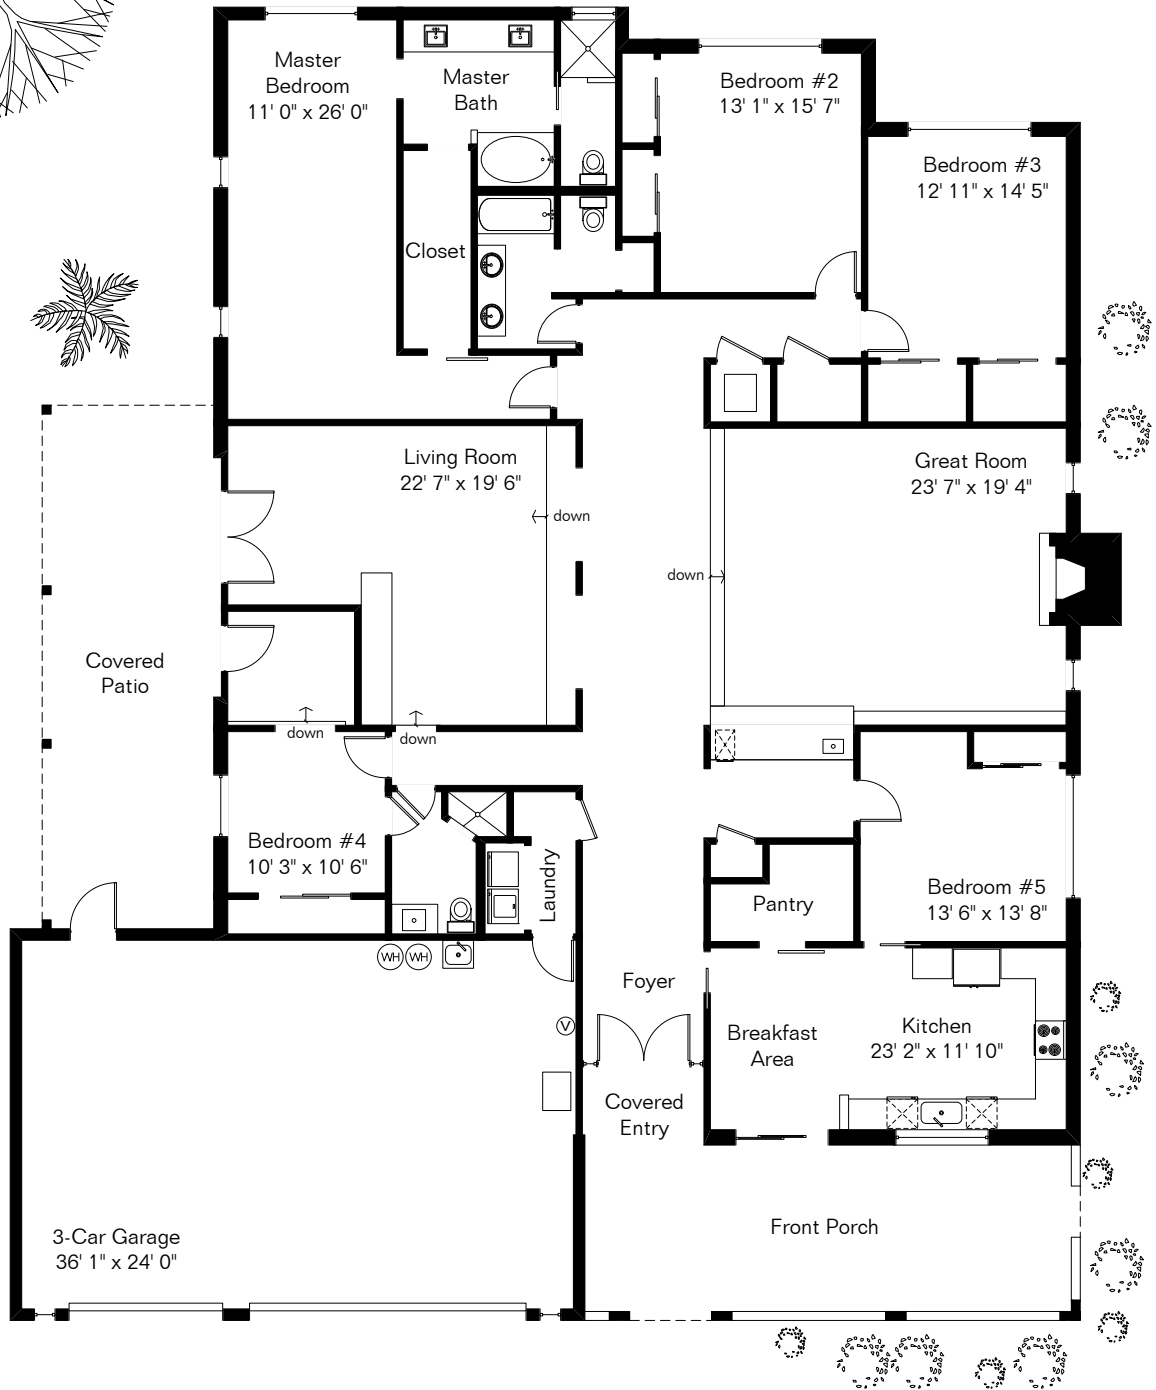 Master
Bedroom
11' 0" x 26' 0"
Master
Bath
Bedroom #2
13' 1" x 15' 7"
Bedroom #3
12' 11" x 14' 5"
Closet
Living Room
22' 7" x 19' 6"
down
Great Room
23' 7" x 19' 4"
down
Covered
Patio
down
down
Bedroom #4
10' 3" x 10' 6"
Laundry
Bedroom #5
13' 6" x 13' 8"
Pantry
WH
WH
Foyer
V
Breakfast
Area
Kitchen
23' 2" x 11' 10"
Covered
Entry
3-Car Garage
36' 1" x 24' 0"
Front Porch